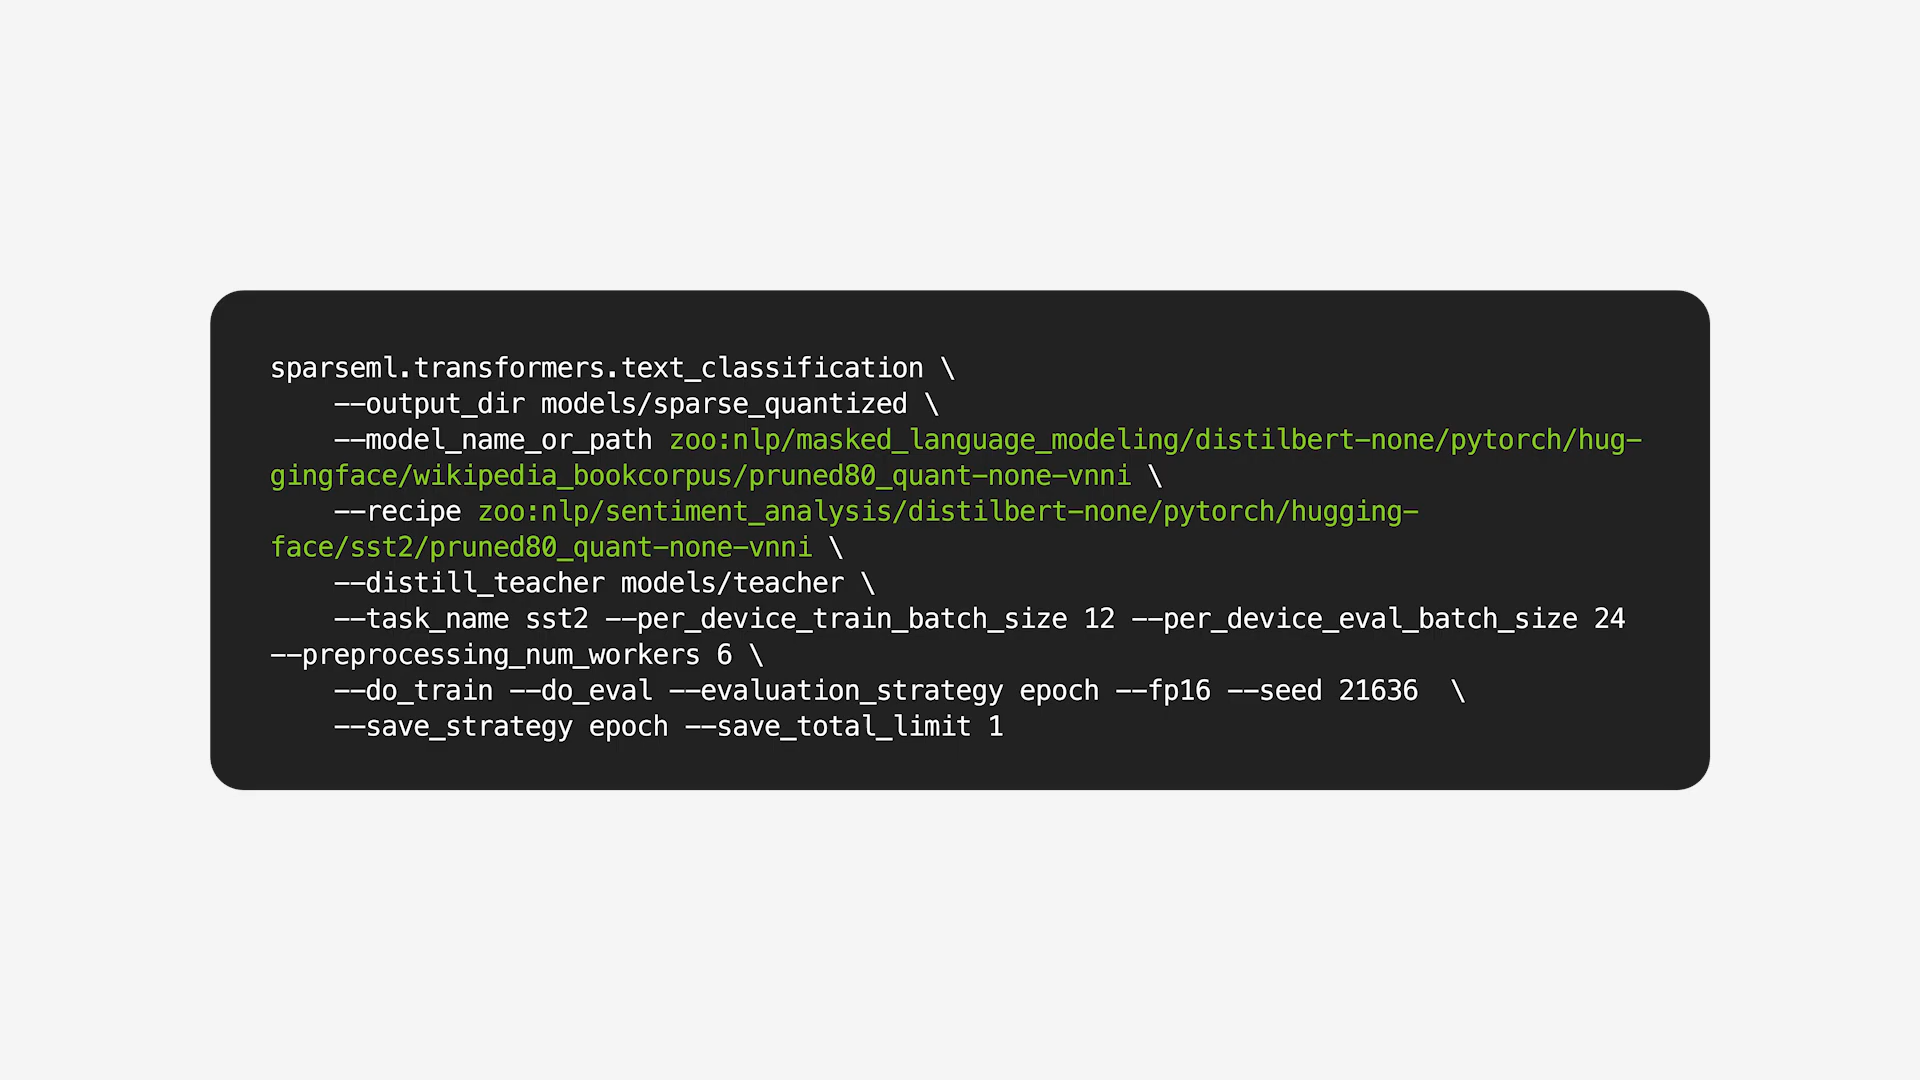 sparseml.transformers.text_classification \
    --output_dir models/sparse_quantized \
    --model_name_or_path zoo:nlp/masked_language_modeling/distilbert-none/pytorch/hug-
gingface/wikipedia_bookcorpus/pruned80_quant-none-vnni \
    --recipe zoo:nlp/sentiment_analysis/distilbert-none/pytorch/hugging-
face/sst2/pruned80_quant-none-vnni \
    --distill_teacher models/teacher \
    --task_name sst2 --per_device_train_batch_size 12 --per_device_eval_batch_size 24
--preprocessing_num_workers 6 \
    --do_train --do_eval --evaluation_strategy epoch --fp16 --seed 21636  \
    --save_strategy epoch --save_total_limit 1